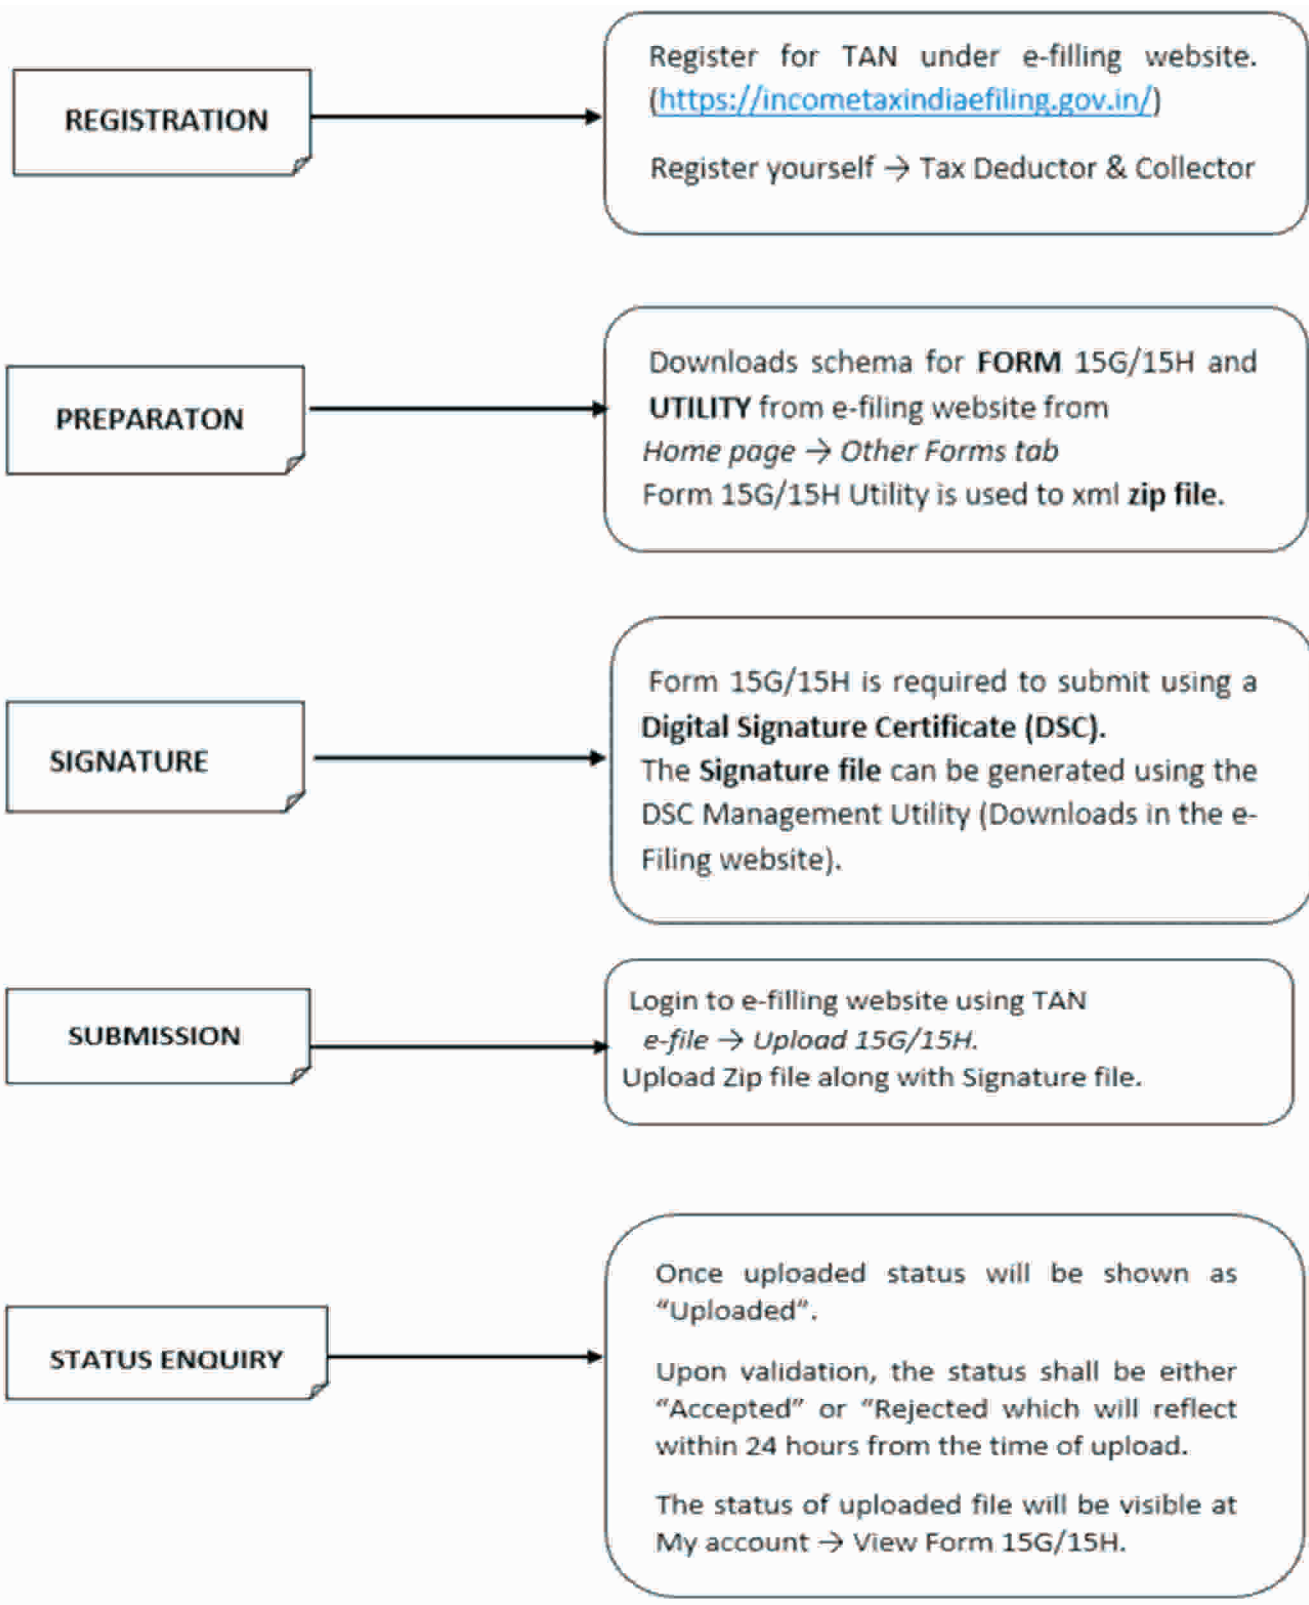 REGISTRATION
Register for TAN under e-filling website.
(https://incometaxindiaefiling.gov.in/)
Register yourself → Tax Deductor & Collector
PREPARATON
Downloads schema for FORM 15G/15H and
UTILITY from e-filing website from
Home page → Other Forms tab
Form 15G/15H Utility is used to xml zip file.
SIGNATURE
Form 15G/15H is required to submit using a
Digital Signature Certificate (DSC).
The Signature file can be generated using the
DSC Management Utility (Downloads in the e-
Filing website).
SUBMISSION
Login to e-filling website using TAN
e-file → Upload 15G/15H.
Upload Zip file along with Signature file.
STATUS ENQUIRY
Once uploaded status will be shown as
“Uploaded”.
Upon validation, the status shall be either
“Accepted” or “Rejected which will reflect
within 24 hours from the time of upload.
The status of uploaded file will be visible at
My account → View Form 15G/15H.